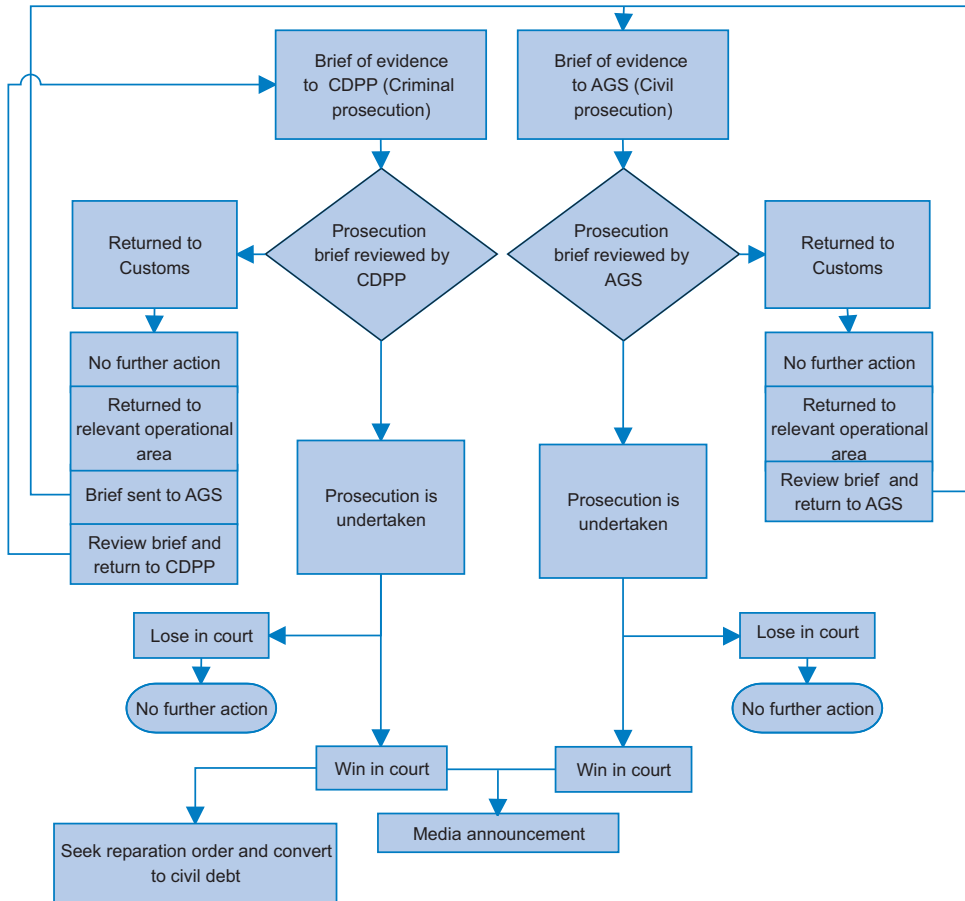 Brief of evidence
to CDPP (Criminal
prosecution)
Brief of evidence
to AGS (Civil
prosecution)
Prosecution
brief reviewed by
CDPP
Prosecution
brief reviewed by
AGS
Returned to
Customs
Returned to
Customs
No further action
Returned to
relevant operational
area
Brief sent to AGS
Review brief and
return to CDPP
No further action
Returned to
relevant operational
area
Review brief and
return to AGS
Prosecution is
undertaken
Prosecution is
undertaken
Lose in court
No further action
Lose in court
No further action
Win in court
Win in court
Media announcement
Seek reparation order and convert
to civil debt